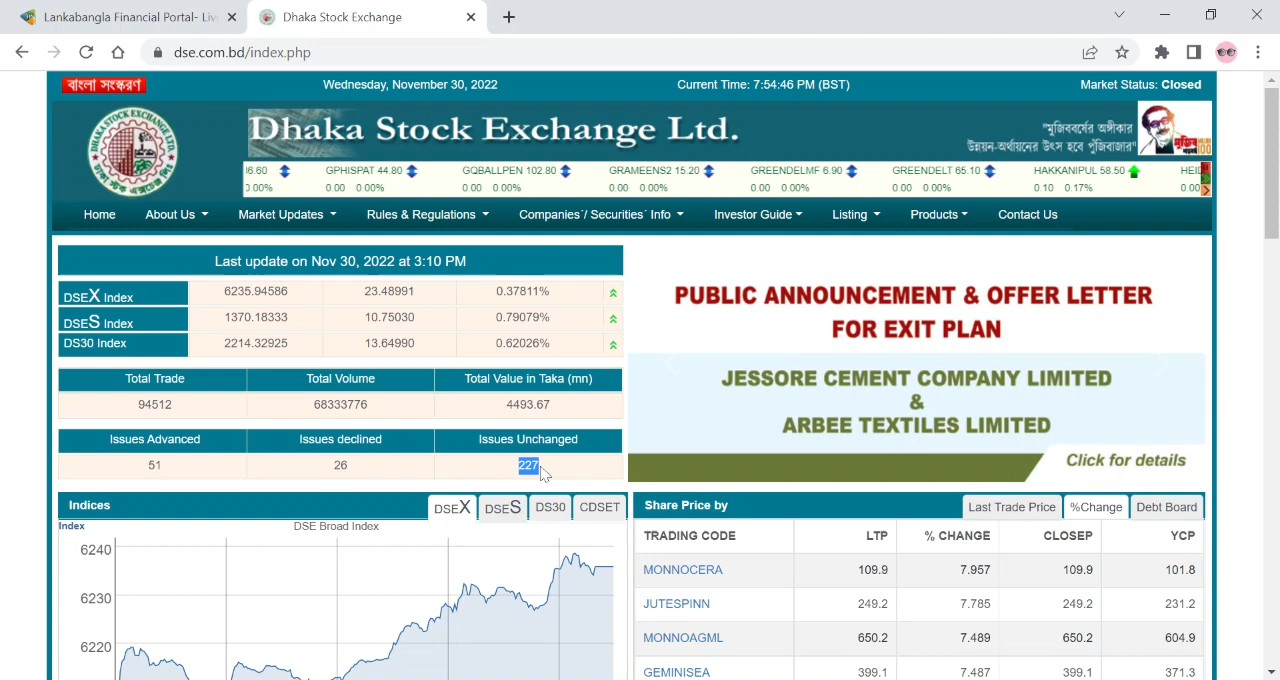 Lankabangla Financial Portal- Liv
Dhaka Stock Exchange
dse.com.bd/index.php
বাংলা সংস্করণ
Wednesday, November 30, 2022
Current Time: 7:54:46 PM (BST)
Market Status: Closed
DHAKA STOCK EXCHANGE LTD.
Dhaka Stock Exchange Ltd.
"মুজিববর্ষের অঙ্গীকার
উন্নয়ন-অর্থায়নের উৎস হবে পুঁজিবাজার"
GPHISPAT 44.80 GQBALLPEN 102.80 GRAMEENS2 15.20 GREENDELMF 6.90 GREENDELT 65.10 HAKKANIPUL 58.50
0.00% 0.00 0.00% 0.00 0.00% 0.00 0.00% 0.00 0.00% 0.00 0.00% 0.10 0.17% 0.00
Home About Us Market Updates Rules & Regulations Companies´/ Securities´ Info Investor Guide Listing Products Contact Us
Last update on Nov 30, 2022 at 3:10 PM
DSEX Index 6235.94586 23.48991 0.37811%
DSES Index 1370.18333 10.75030 0.79079%
DS30 Index 2214.32925 13.64990 0.62026%
Total Trade Total Volume Total Value in Taka (mn)
94512 68333776 4493.67
Issues Advanced Issues declined Issues Unchanged
51 26 227
PUBLIC ANNOUNCEMENT & OFFER LETTER
FOR EXIT PLAN
JESSORE CEMENT COMPANY LIMITED
&
ARBEE TEXTILES LIMITED
Click for details
Indices DSEX DSES DS30 CDSET
Index DSE Broad Index
6240
6230
6220
Share Price by Last Trade Price %Change Debt Board
TRADING CODE LTP % CHANGE CLOSEP YCP
MONNOCERA 109.9 7.957 109.9 101.8
JUTESPINN 249.2 7.785 249.2 231.2
MONNOAGML 650.2 7.489 650.2 604.9
GEMINISEA 399.1 7.487 399.1 371.3